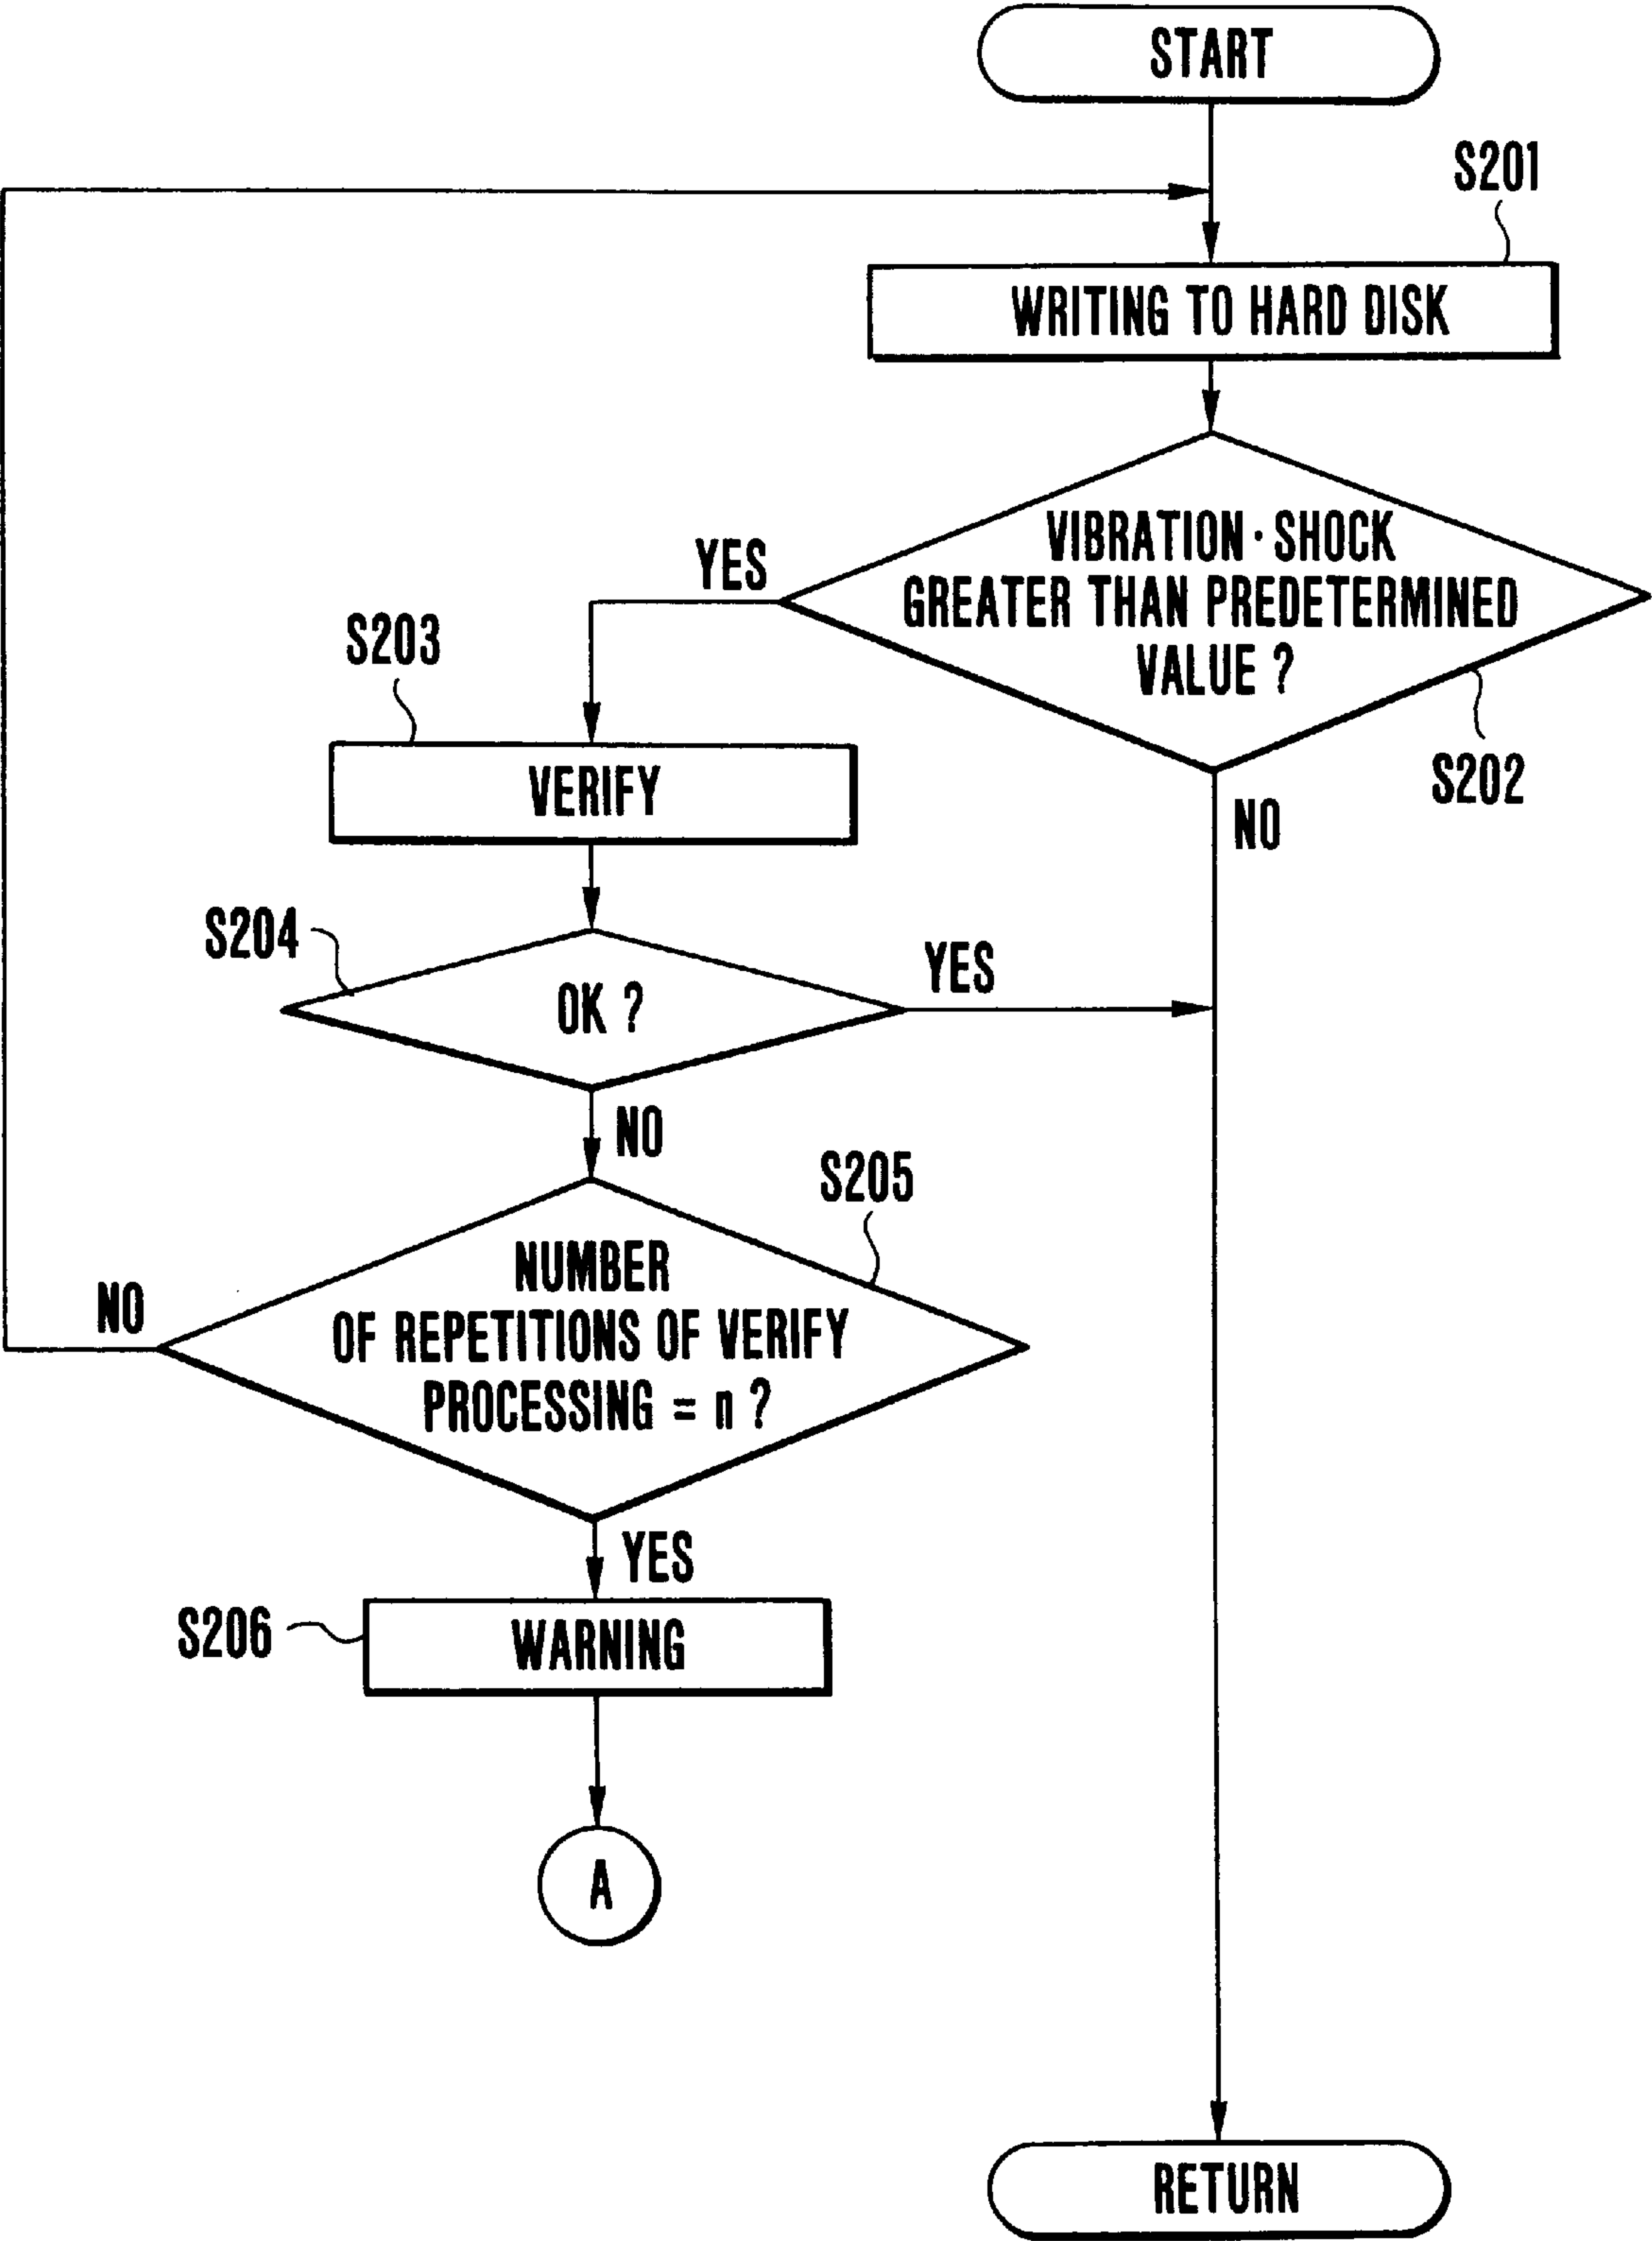 START
S201
WRITING TO HARD DISK
VIBRATION · SHOCK
GREATER THAN PREDETERMINED
VALUE ?
YES
S202
NO
S203
VERIFY
S204
OK ?
YES
NO
S205
NUMBER
OF REPETITIONS OF VERIFY
PROCESSING = n ?
NO
YES
S206
WARNING
A
RETURN